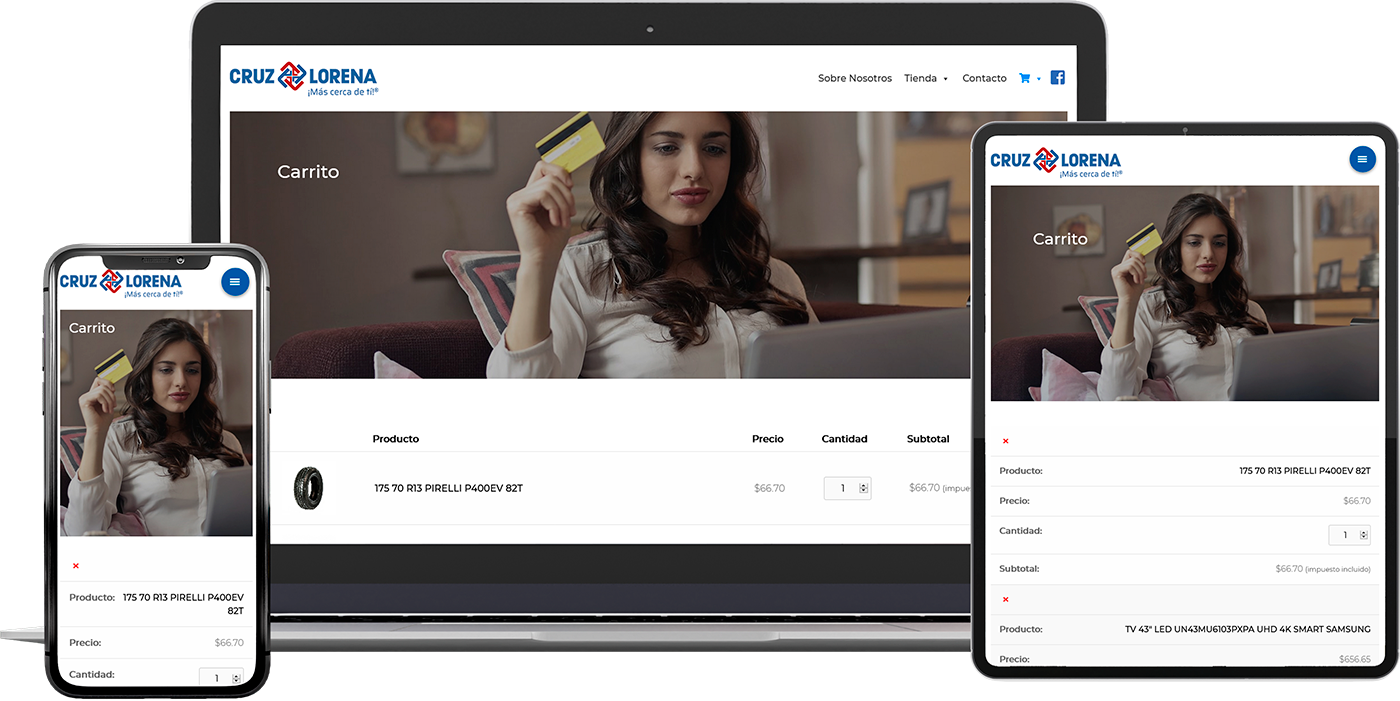 CRUZ LORENA
¡Más cerca de tí!®
Sobre Nosotros Tienda Contacto
Carrito
Producto Precio Cantidad Subtotal
175 70 R13 PIRELLI P400EV 82T $66.70 1 $66.70 (impue
CRUZ LORENA
¡Más cerca de tí!®
Carrito
×
Producto: 175 70 R13 PIRELLI P400EV
82T
Precio: $66.70
Cantidad: 1
CRUZ LORENA
¡Más cerca de tí!®
Carrito
×
Producto: 175 70 R13 PIRELLI P400EV 82T
Precio: $66.70
Cantidad: 1
Subtotal: $66.70 (impuesto incluido)
×
Producto: TV 43" LED UN43MU6103PXPA UHD 4K SMART SAMSUNG
Precio: $656.65